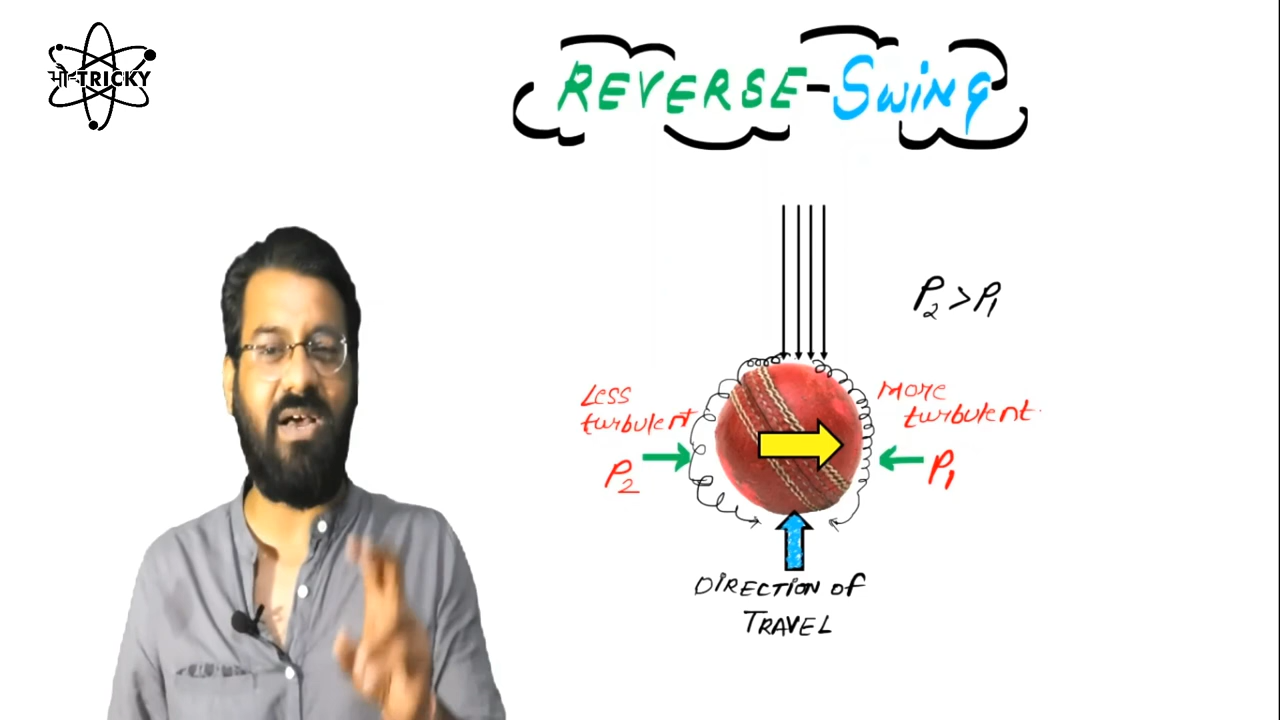 भौ-TRICKY
REVERSE-SWING
P₂ > P₁
Less
turbulent
More
turbulent
P₂
P₁
DIRECTION of
TRAVEL